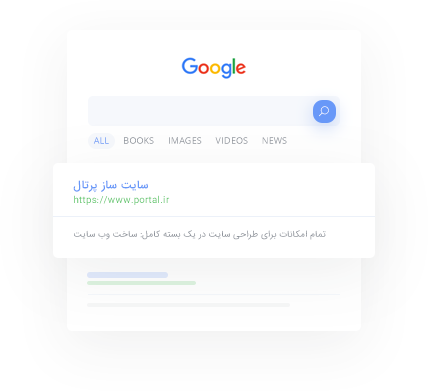 Google
ALL BOOKS IMAGES VIDEOS NEWS
سایت ساز پرتال
https://www.portal.ir
تمام امکانات برای طراحی سایت در یک بسته کامل: ساخت وب سایت